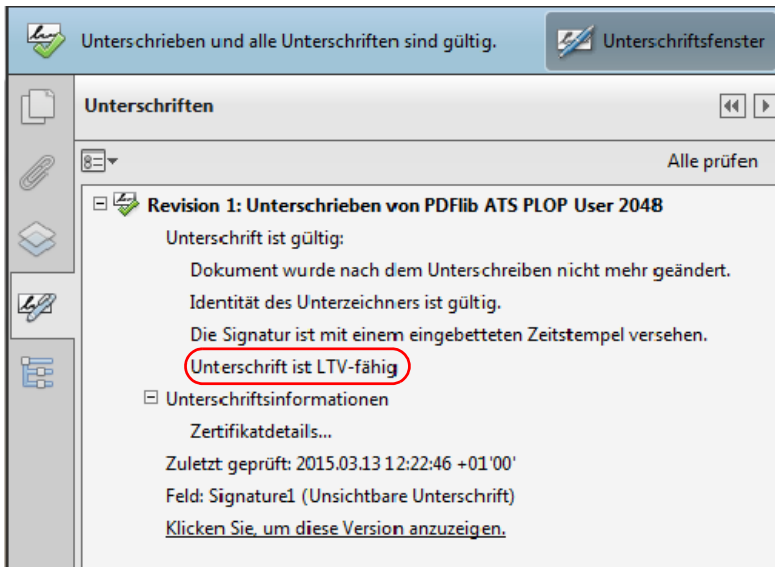 Unterschrieben und alle Unterschriften sind gültig.
Unterschriftsfenster
Unterschriften
Alle prüfen
Revision 1: Unterschrieben von PDFlib ATS PLOP User 2048
Unterschrift ist gültig:
Dokument wurde nach dem Unterschreiben nicht mehr geändert.
Identität des Unterzeichners ist gültig.
Die Signatur ist mit einem eingebetteten Zeitstempel versehen.
Unterschrift ist LTV-fähig
Unterschriftsinformationen
Zertifikatdetails...
Zuletzt geprüft: 2015.03.13 12:22:46 +01'00'
Feld: Signature1 (Unsichtbare Unterschrift)
Klicken Sie, um diese Version anzuzeigen.